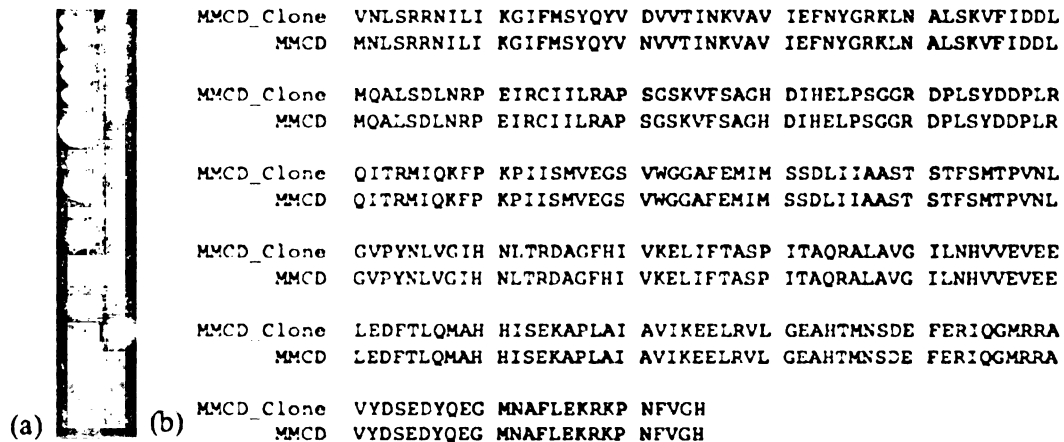 MMCD_Clone VNLSRRNILI KGIFMSYQYV DVVTINKVAV IEFNYGRKLN ALSKVFIDDL
MMCD MNLSRRNILI KGIFMSYQYV NVVTINKVAV IEFNYGRKLN ALSKVFIDDL
MMCD_Clone MQALSDLNRP EIRCIILRAP SGSKVFSAGH DIHELPSGGR DPLSYDDPLR
MMCD MQALSDLNRP EIRCIILRAP SGSKVFSAGH DIHELPSGGR DPLSYDDPLR
MMCD_Clone QITRMIQKFP KPIISMVEGS VWGGAFEMIM SSDLIIAAST STFSMTPVNL
MMCD QITRMIQKFP KPIISMVEGS VWGGAFEMIM SSDLIIAAST STFSMTPVNL
MMCD_Clone GVPYNLVGIH NLTRDAGFHI VKELIFTASP ITAQRALAVG ILNHVVEVEE
MMCD GVPYNLVGIH NLTRDAGFHI VKELIFTASP ITAQRALAVG ILNHVVEVEE
MMCD_Clone LEDFTLQMAH HISEKAPLAI AVIKEELRVL GEAHTMNSDE FERIQGMRRA
MMCD LEDFTLQMAH HISEKAPLAI AVIKEELRVL GEAHTMNSDE FERIQGMRRA
(a) (b) MMCD_Clone VYDSEDYQEG MNAFLEKRKP NFVGH
MMCD VYDSEDYQEG MNAFLEKRKP NFVGH